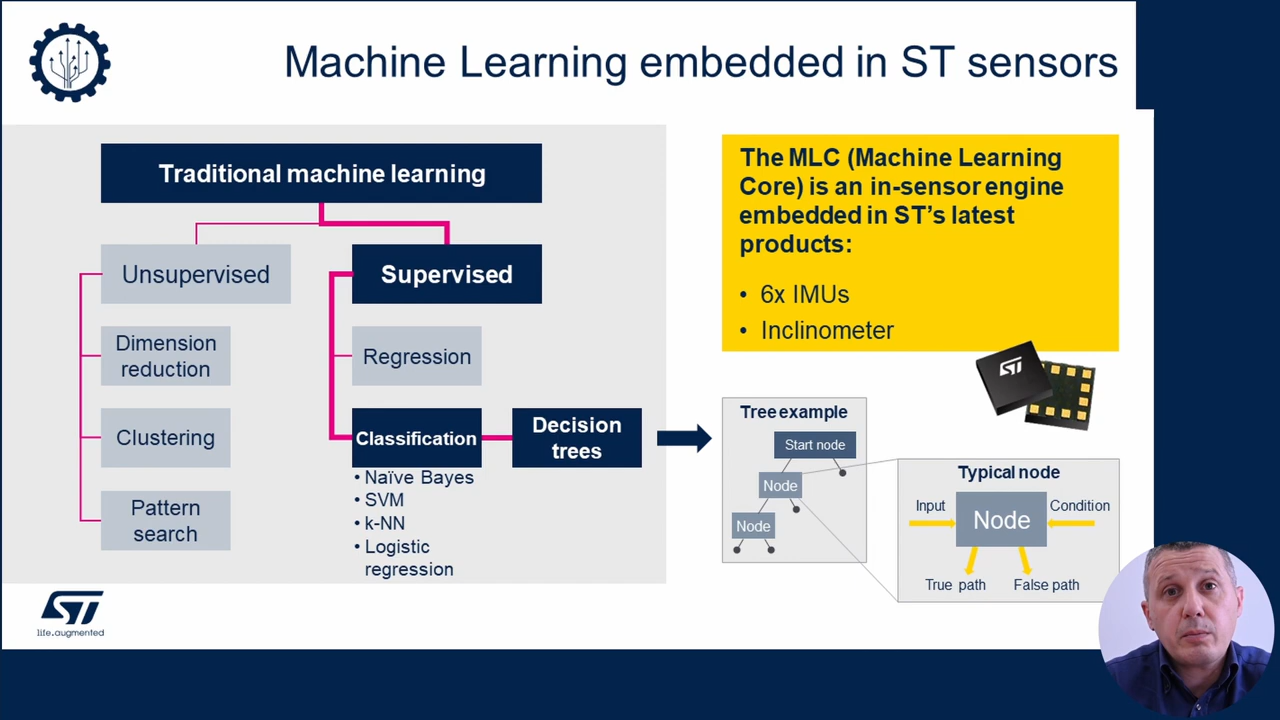 Machine Learning embedded in ST sensors
Traditional machine learning
Unsupervised
Supervised
Dimension
reduction
Regression
Clustering
Classification
Decision
trees
Pattern
search
• Naïve Bayes
• SVM
• k-NN
• Logistic
regression
The MLC (Machine Learning
Core) is an in-sensor engine
embedded in ST’s latest
products:
• 6x IMUs
• Inclinometer
ST
Tree example
Start node
Node
Node
Typical node
Input
Node
Condition
True path
False path
ST
life.augmented